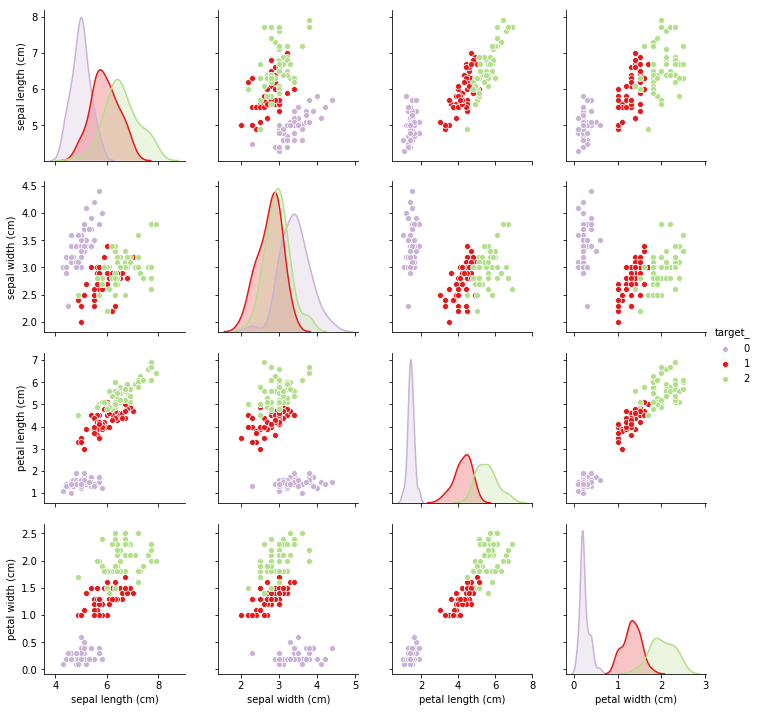 sepal length (cm)
8
7
6
5
sepal width (cm)
4.5
4.0
3.5
3.0
2.5
2.0
target_
0
1
2
petal length (cm)
7
6
5
4
3
2
1
petal width (cm)
2.5
2.0
1.5
1.0
0.5
0.0
4 6 8
sepal length (cm)
2 3 4 5
sepal width (cm)
2 4 6 8
petal length (cm)
0 1 2 3
petal width (cm)